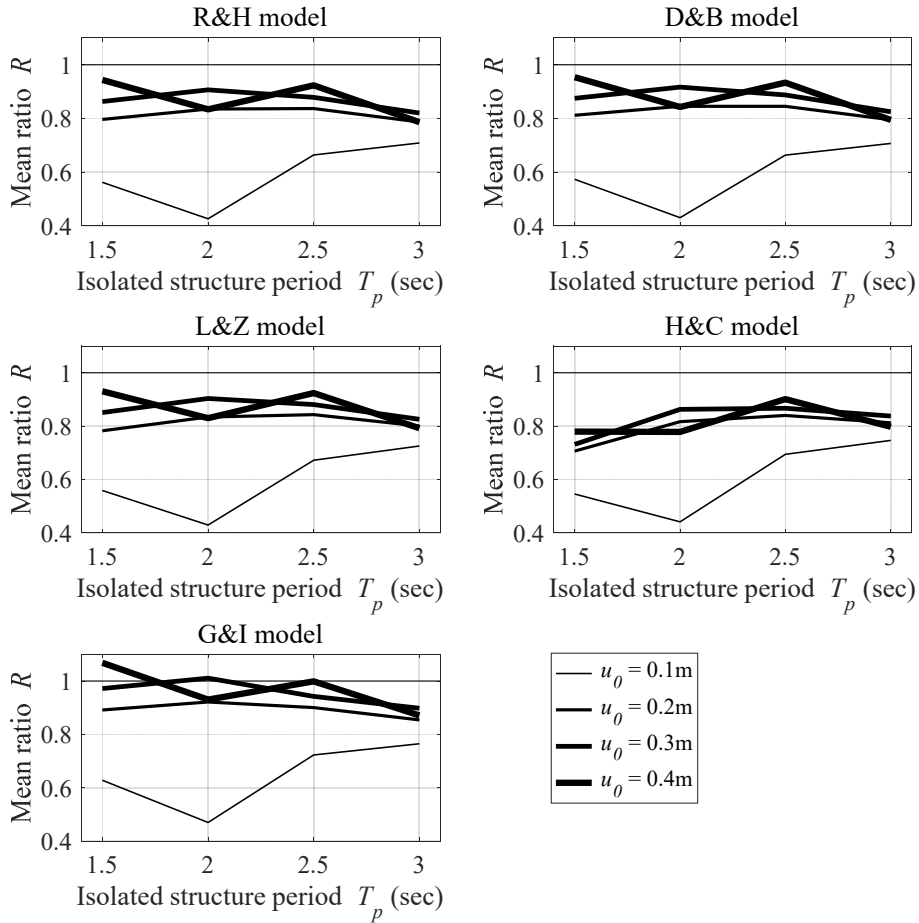 R&H model
Mean ratio R
1
0.8
0.6
0.4
1.5 2 2.5 3
Isolated structure period T_p (sec)
D&B model
Mean ratio R
1
0.8
0.6
0.4
1.5 2 2.5 3
Isolated structure period T_p (sec)
L&Z model
Mean ratio R
1
0.8
0.6
0.4
1.5 2 2.5 3
Isolated structure period T_p (sec)
H&C model
Mean ratio R
1
0.8
0.6
0.4
1.5 2 2.5 3
Isolated structure period T_p (sec)
G&I model
Mean ratio R
1
0.8
0.6
0.4
1.5 2 2.5 3
Isolated structure period T_p (sec)
u_0 = 0.1m
u_0 = 0.2m
u_0 = 0.3m
u_0 = 0.4m